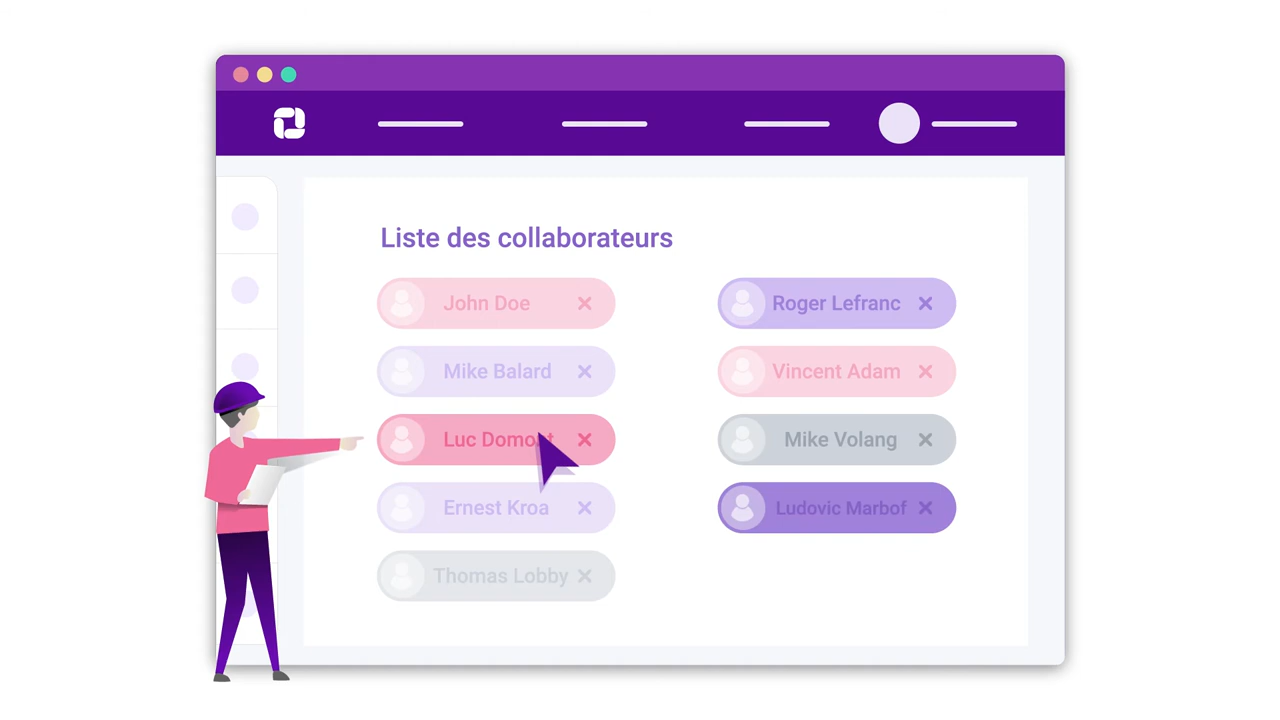 Liste des collaborateurs
John Doe
Mike Balard
Luc Domont
Ernest Kroa
Thomas Lobby
Roger Lefranc
Vincent Adam
Mike Volang
Ludovic Marbof